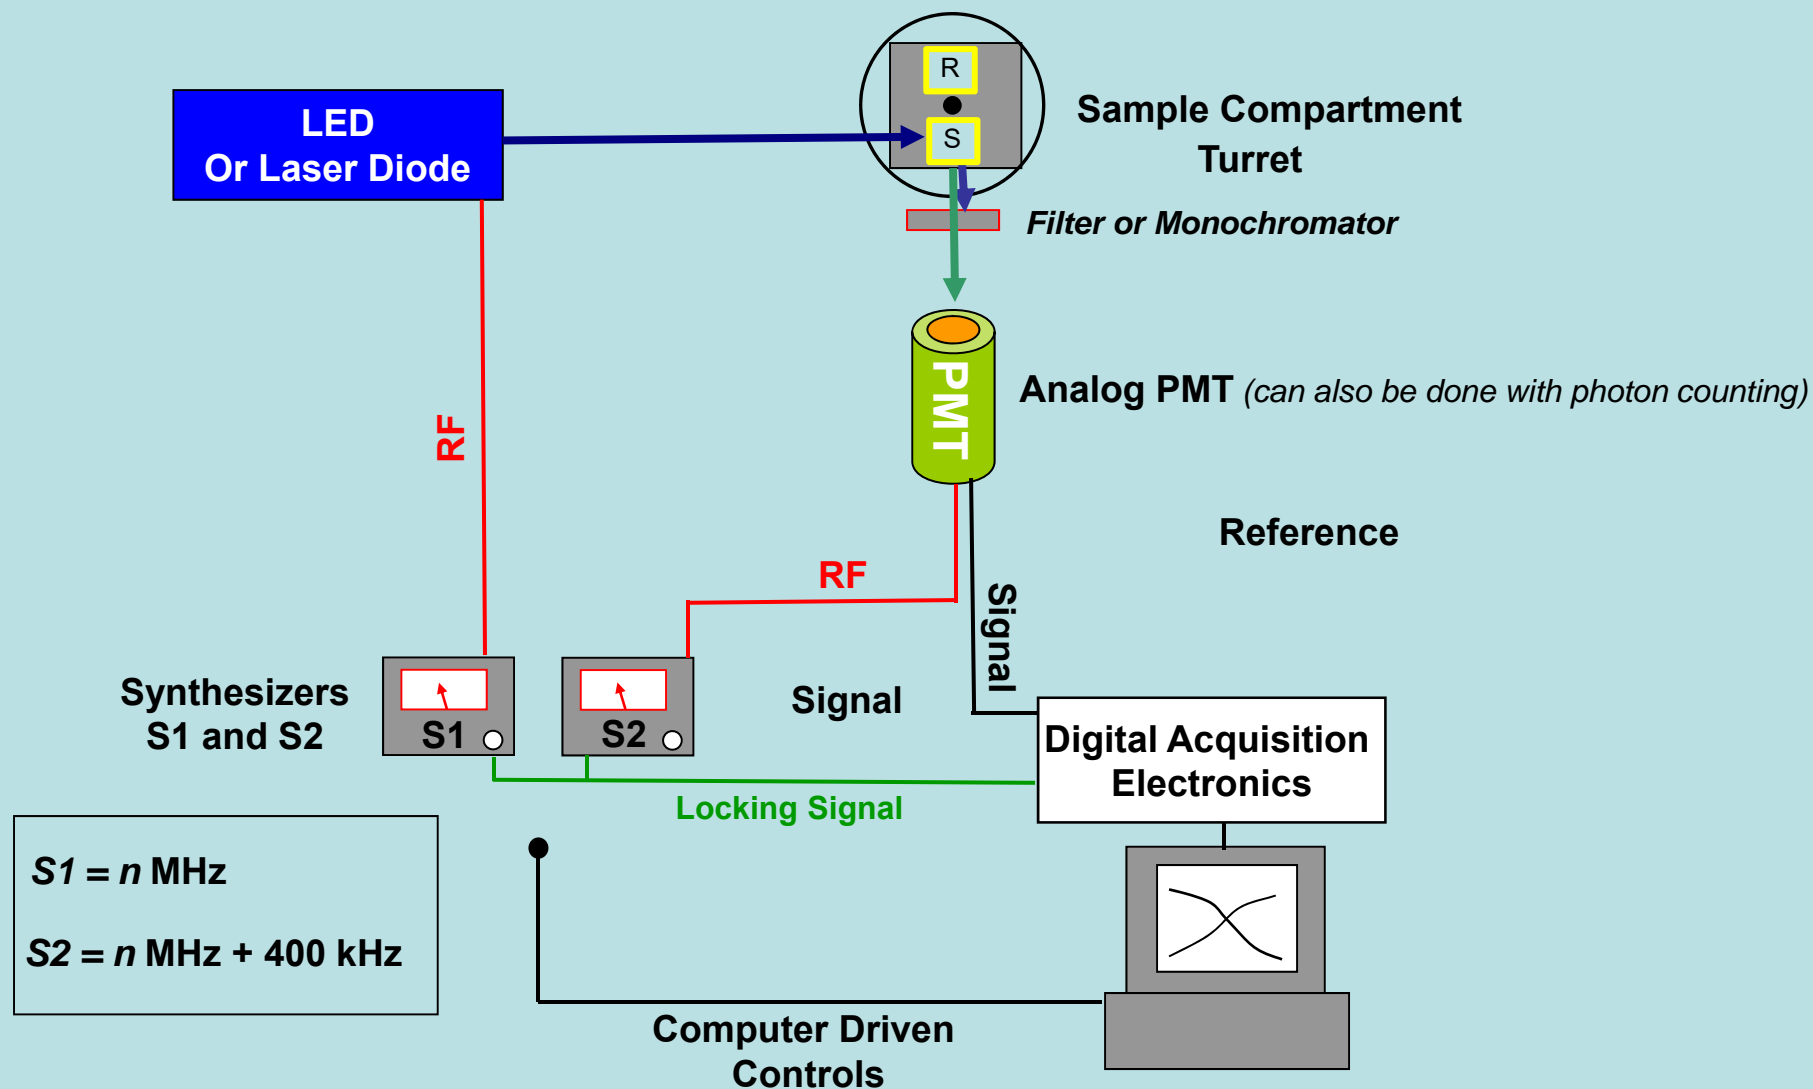 R
LED
Or Laser Diode
S
Sample Compartment
Turret
Filter or Monochromator
PMT
Analog PMT (can also be done with photon counting)
RF
Reference
RF
Signal
Synthesizers
S1 and S2
S1
S2
Signal
Digital Acquisition
Electronics
Locking Signal
S1 = n MHz
S2 = n MHz + 400 kHz
Computer Driven
Controls